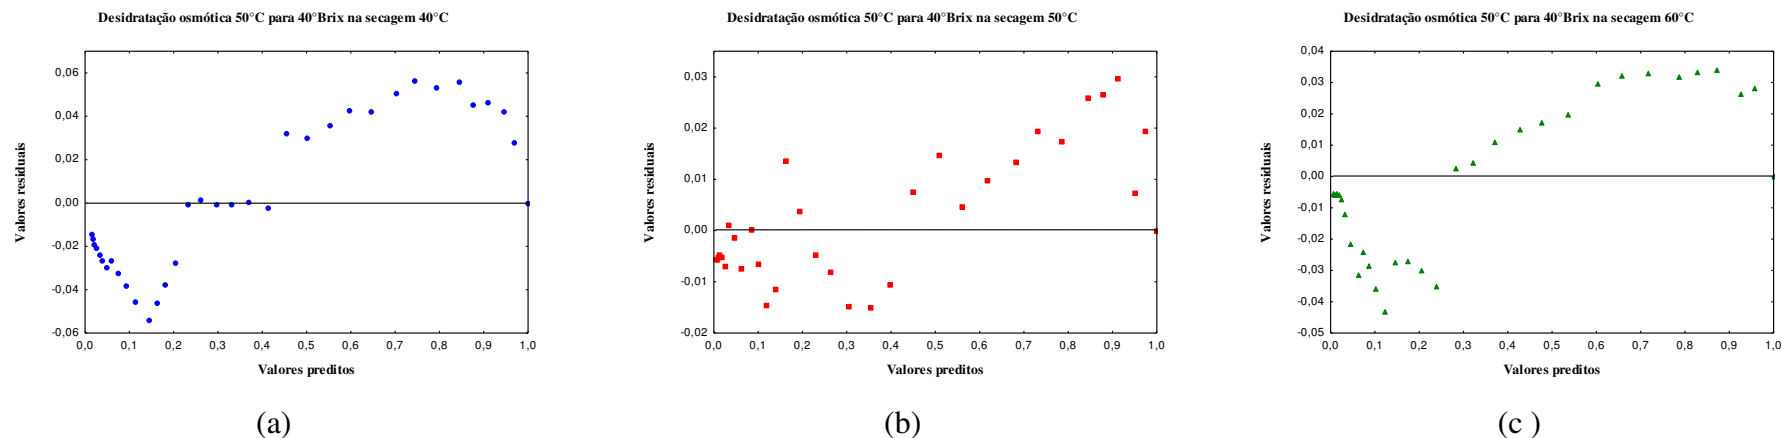 Desidratação osmótica 50°C para 40°Brix na secagem 40°C
0,06
0,04
0,02
0,00
-0,02
-0,04
-0,06
0,0 0,1 0,2 0,3 0,4 0,5 0,6 0,7 0,8 0,9 1,0
Valores residuais
Valores preditos
(a)
Desidratação osmótica 50°C para 40°Brix na secagem 50°C
0,03
0,02
0,01
0,00
-0,01
-0,02
0,0 0,1 0,2 0,3 0,4 0,5 0,6 0,7 0,8 0,9 1,0
Valores residuais
Valores preditos
(b)
Desidratação osmótica 50°C para 40°Brix na secagem 60°C
0,04
0,03
0,02
0,01
0,00
-0,01
-0,02
-0,03
-0,04
-0,05
0,0 0,1 0,2 0,3 0,4 0,5 0,6 0,7 0,8 0,9 1,0
Valores residuais
Valores preditos
(c )